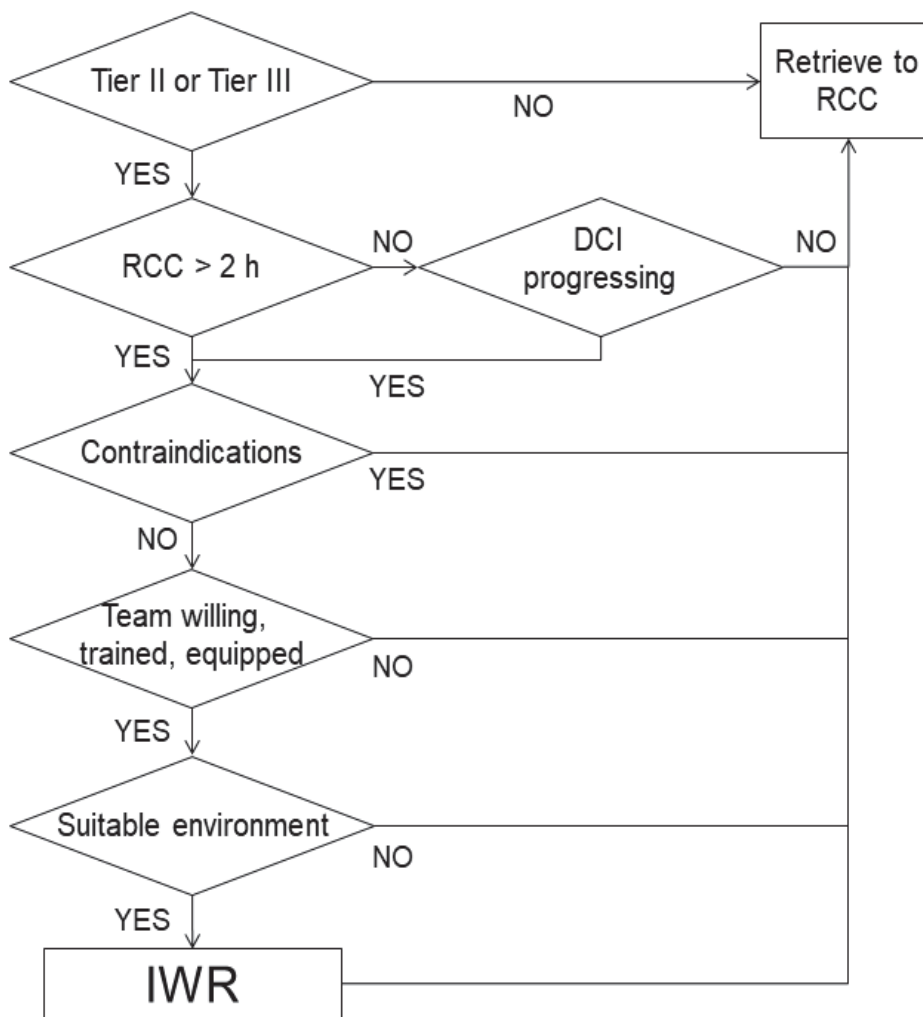 Tier II or Tier III
NO
Retrieve to
RCC
YES
RCC > 2 h
NO
DCI
progressing
NO
YES
YES
Contraindications
YES
NO
Team willing,
trained, equipped
NO
YES
Suitable environment
NO
YES
IWR